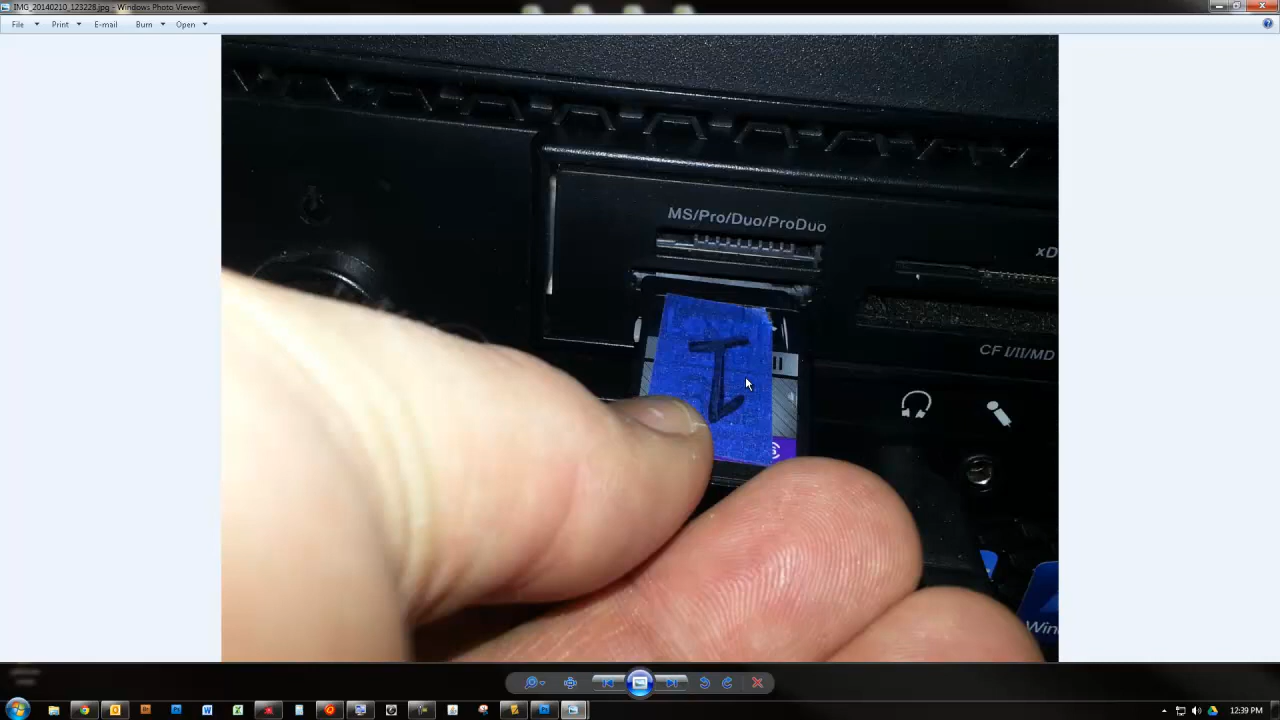 IMG_20140210_123228.jpg - Windows Photo Viewer
File Print E-mail Burn Open
MS/Pro/Duo/ProDuo
xD
CF I/II/MD
I
Wind
12:39 PM